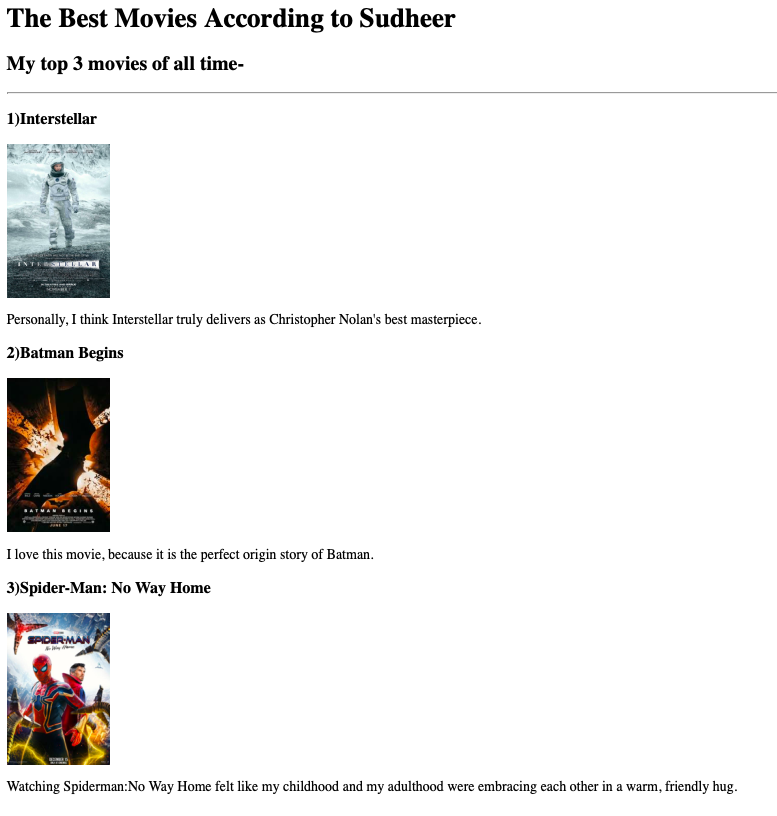 The Best Movies According to Sudheer
My top 3 movies of all time-
1)Interstellar
INTERSTELLAR
Personally, I think Interstellar truly delivers as Christopher Nolan's best masterpiece.
2)Batman Begins
BATMAN BEGINS
JUNE 17
I love this movie, because it is the perfect origin story of Batman.
3)Spider-Man: No Way Home
SPIDER-MAN
No Way Home
Watching Spiderman:No Way Home felt like my childhood and my adulthood were embracing each other in a warm, friendly hug.